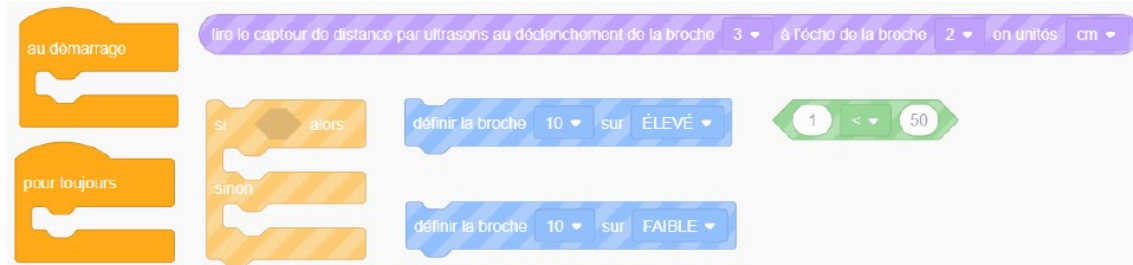 au démarrage
lire le capteur de distance par ultrasons au déclenchement de la broche 3 à l'écho de la broche 2 en unités cm
si alors
définir la broche 10 sur ÉLEVÉ
1 < 50
pour toujours
sinon
définir la broche 10 sur FAIBLE